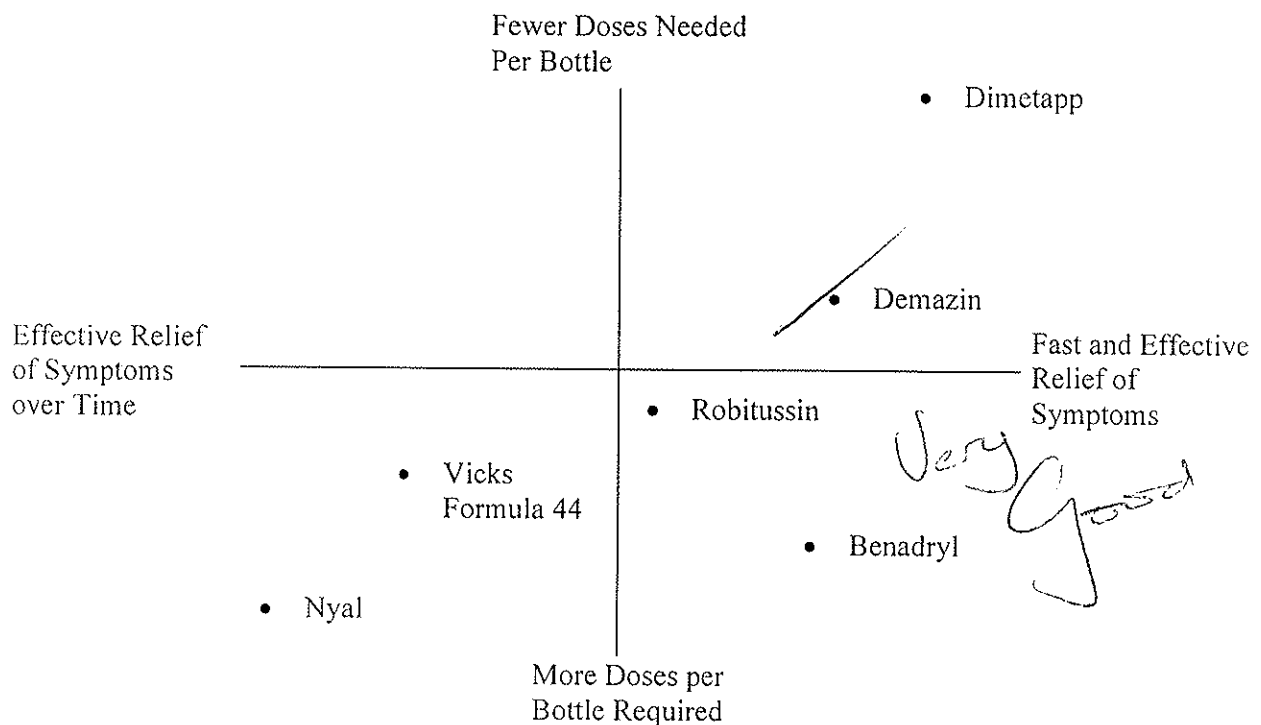 Fewer Doses Needed
Per Bottle
Dimetapp
Demazin
Effective Relief
of Symptoms
over Time
Fast and Effective
Relief of
Symptoms
Robitussin
Very Good
Vicks
Formula 44
Benadryl
Nyal
More Doses per
Bottle Required